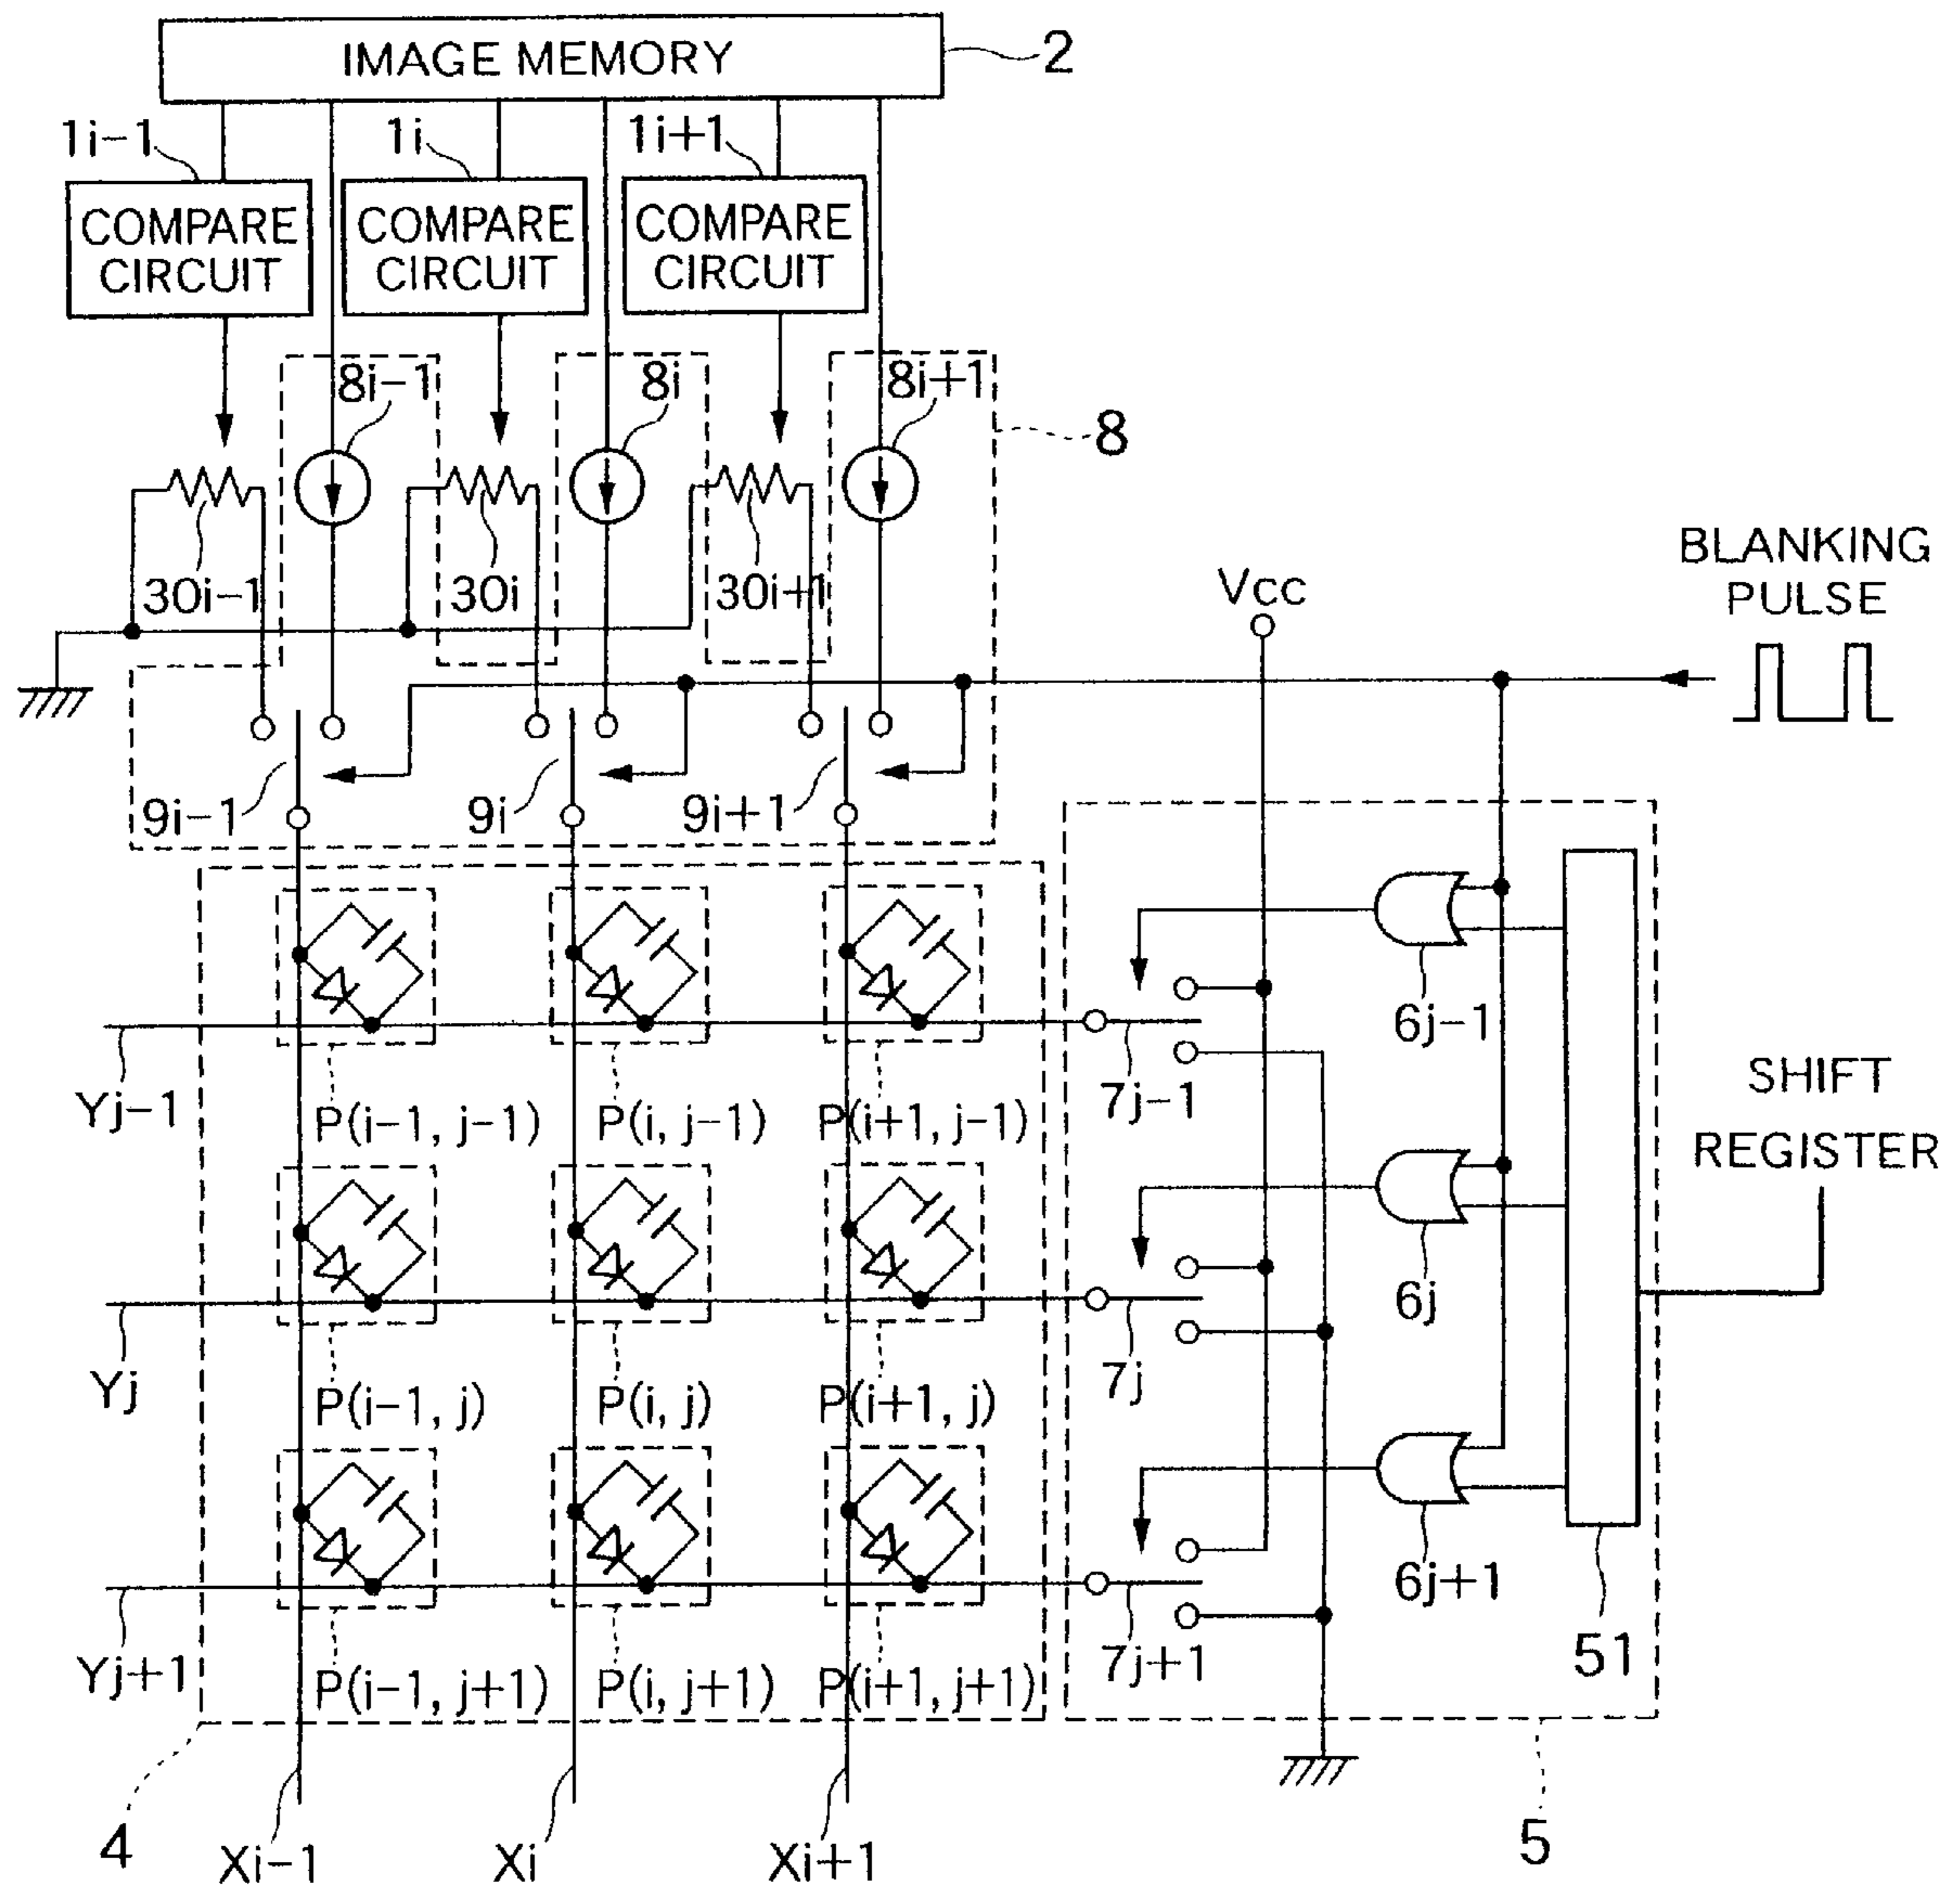 IMAGE MEMORY
2
1i-1
1i
1i+1
COMPARE
CIRCUIT
COMPARE
CIRCUIT
COMPARE
CIRCUIT
8i-1
8i
8i+1
8
30i-1
30i
30i+1
BLANKING
PULSE
VCC
9i-1
9i
9i+1
6j-1
7j-1
Yj-1
P(i-1, j-1)
P(i, j-1)
P(i+1, j-1)
SHIFT
REGISTER
6j
7j
Yj
P(i-1, j)
P(i, j)
P(i+1, j)
6j+1
7j+1
51
Yj+1
P(i-1, j+1)
P(i, j+1)
P(i+1, j+1)
4
Xi-1
Xi
Xi+1
5